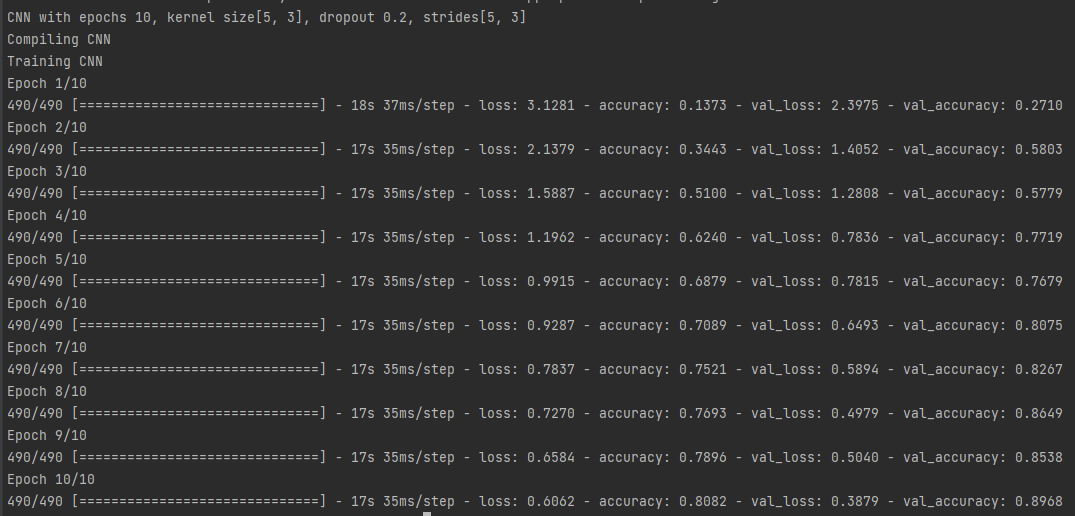 CNN with epochs 10, kernel size[5, 3], dropout 0.2, strides[5, 3]
Compiling CNN
Training CNN
Epoch 1/10
490/490 [==============================] - 18s 37ms/step - loss: 3.1281 - accuracy: 0.1373 - val_loss: 2.3975 - val_accuracy: 0.2710
Epoch 2/10
490/490 [==============================] - 17s 35ms/step - loss: 2.1379 - accuracy: 0.3443 - val_loss: 1.4052 - val_accuracy: 0.5803
Epoch 3/10
490/490 [==============================] - 17s 35ms/step - loss: 1.5887 - accuracy: 0.5100 - val_loss: 1.2808 - val_accuracy: 0.5779
Epoch 4/10
490/490 [==============================] - 17s 35ms/step - loss: 1.1962 - accuracy: 0.6240 - val_loss: 0.7836 - val_accuracy: 0.7719
Epoch 5/10
490/490 [==============================] - 17s 35ms/step - loss: 0.9915 - accuracy: 0.6879 - val_loss: 0.7815 - val_accuracy: 0.7679
Epoch 6/10
490/490 [==============================] - 17s 35ms/step - loss: 0.9287 - accuracy: 0.7089 - val_loss: 0.6493 - val_accuracy: 0.8075
Epoch 7/10
490/490 [==============================] - 17s 35ms/step - loss: 0.7837 - accuracy: 0.7521 - val_loss: 0.5894 - val_accuracy: 0.8267
Epoch 8/10
490/490 [==============================] - 17s 35ms/step - loss: 0.7270 - accuracy: 0.7693 - val_loss: 0.4979 - val_accuracy: 0.8649
Epoch 9/10
490/490 [==============================] - 17s 35ms/step - loss: 0.6584 - accuracy: 0.7896 - val_loss: 0.5040 - val_accuracy: 0.8538
Epoch 10/10
490/490 [==============================] - 17s 35ms/step - loss: 0.6062 - accuracy: 0.8082 - val_loss: 0.3879 - val_accuracy: 0.8968